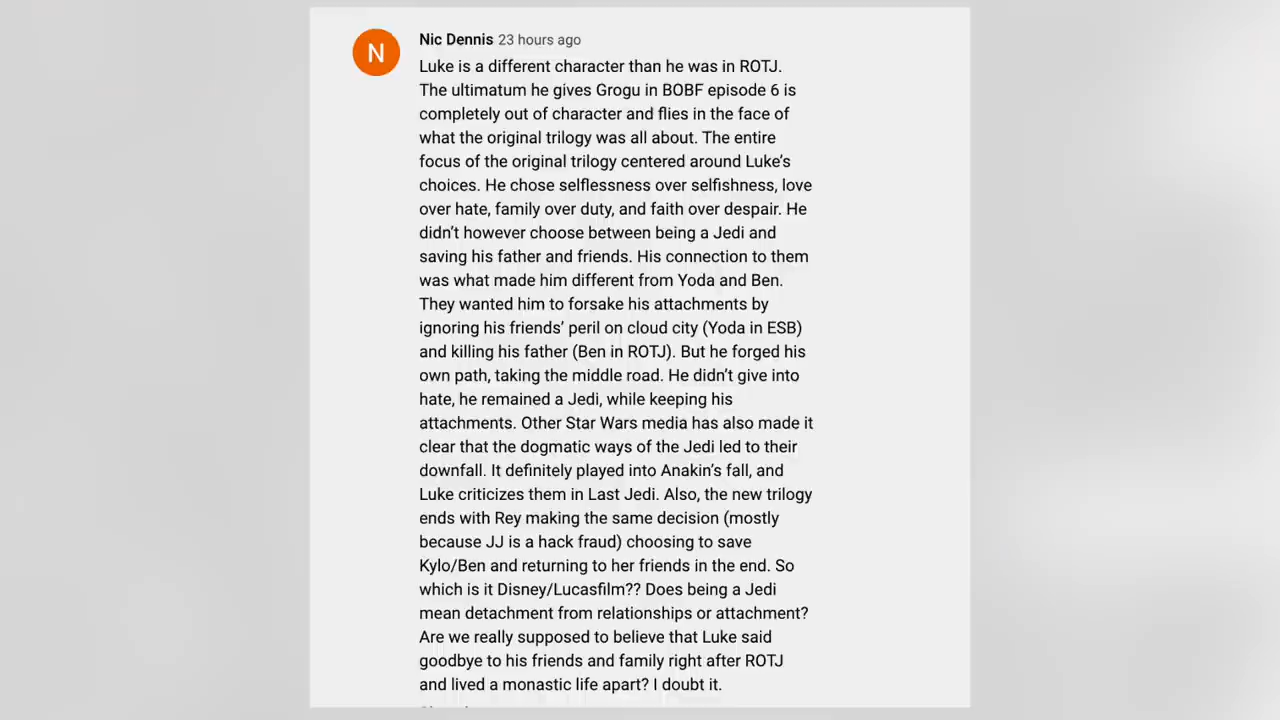 N
Nic Dennis 23 hours ago
Luke is a different character than he was in ROTJ.
The ultimatum he gives Grogu in BOBF episode 6 is
completely out of character and flies in the face of
what the original trilogy was all about. The entire
focus of the original trilogy centered around Luke's
choices. He chose selflessness over selfishness, love
over hate, family over duty, and faith over despair. He
didn't however choose between being a Jedi and
saving his father and friends. His connection to them
was what made him different from Yoda and Ben.
They wanted him to forsake his attachments by
ignoring his friends' peril on cloud city (Yoda in ESB)
and killing his father (Ben in ROTJ). But he forged his
own path, taking the middle road. He didn't give into
hate, he remained a Jedi, while keeping his
attachments. Other Star Wars media has also made it
clear that the dogmatic ways of the Jedi led to their
downfall. It definitely played into Anakin's fall, and
Luke criticizes them in Last Jedi. Also, the new trilogy
ends with Rey making the same decision (mostly
because JJ is a hack fraud) choosing to save
Kylo/Ben and returning to her friends in the end. So
which is it Disney/Lucasfilm?? Does being a Jedi
mean detachment from relationships or attachment?
Are we really supposed to believe that Luke said
goodbye to his friends and family right after ROTJ
and lived a monastic life apart? I doubt it.